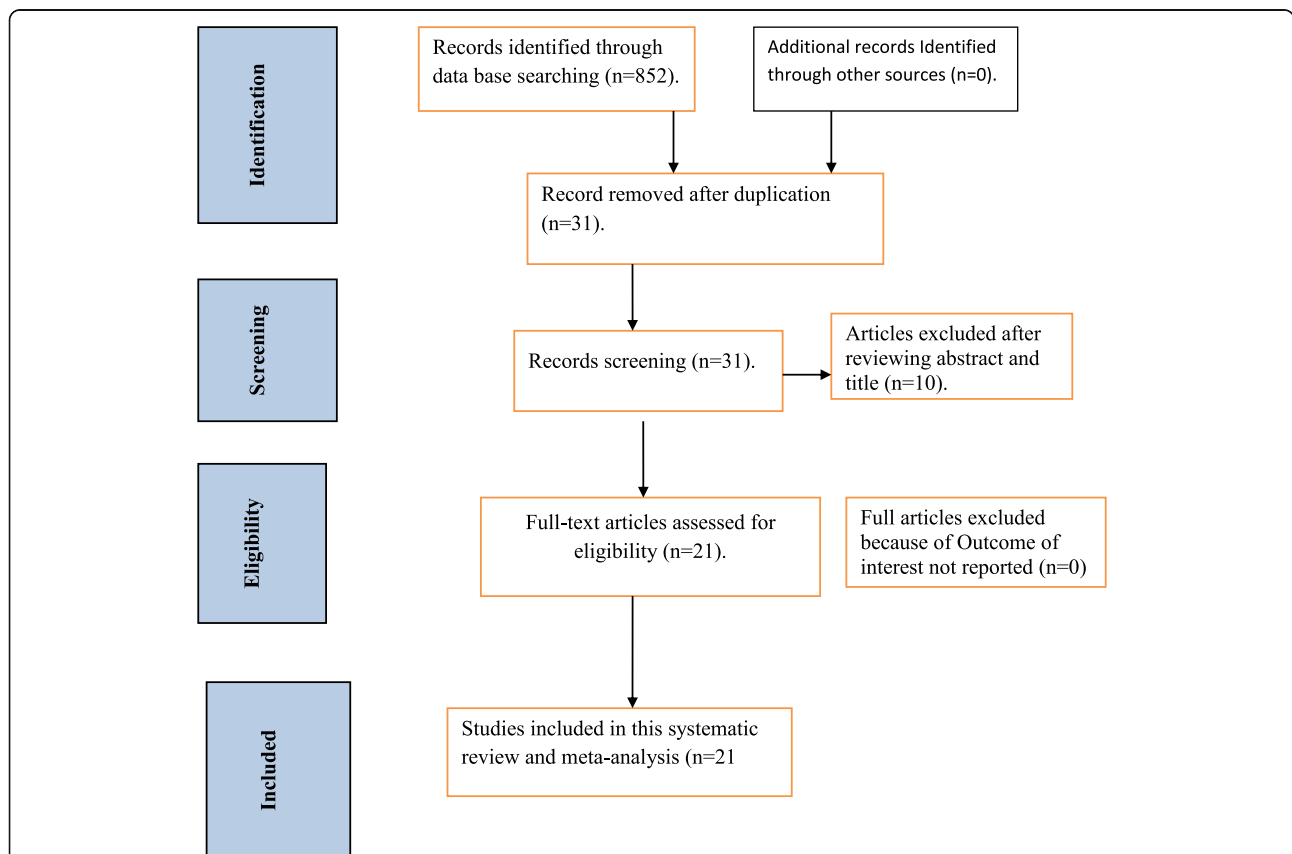 Identification
Records identified through
data base searching (n=852).
Additional records Identified
through other sources (n=0).
Record removed after duplication
(n=31).
Screening
Records screening (n=31).
Articles excluded after
reviewing abstract and
title (n=10).
Eligibility
Full-text articles assessed for
eligibility (n=21).
Full articles excluded
because of Outcome of
interest not reported (n=0)
Included
Studies included in this systematic
review and meta-analysis (n=21